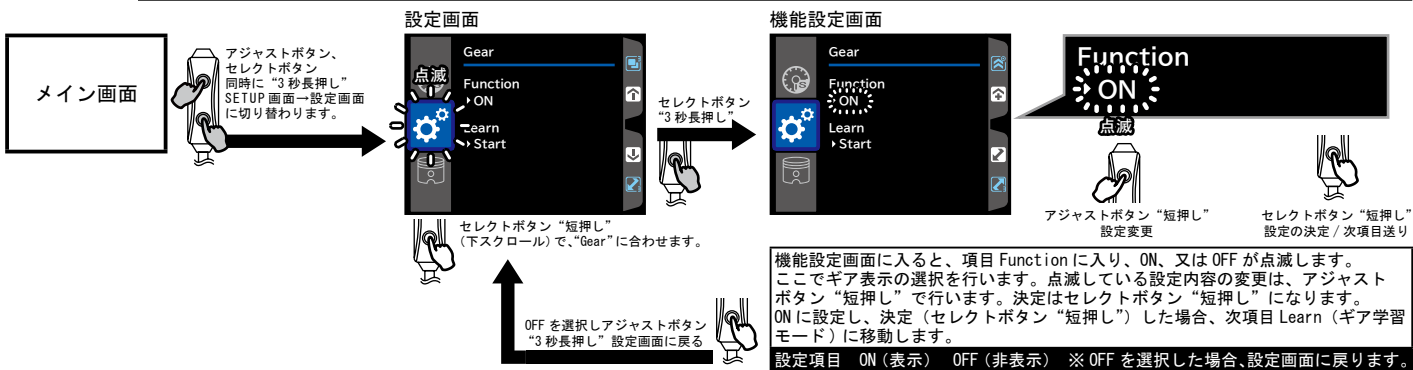 設定画面
機能設定画面
メイン画面
アジャストボタン、
セレクトボタン
同時に “3 秒長押し”
SETUP 画面→設定画面
に切り替わります。
Gear
点滅
Function
ON
Learn
Start
セレクトボタン
“3 秒長押し”
Gear
Function
ON
Learn
Start
Function
ON
点滅
アジャストボタン “短押し”
設定変更
セレクトボタン “短押し”
設定の決定 / 次項目送り
セレクトボタン “短押し”
(下スクロール) で、“Gear” に合わせます。
OFF を選択しアジャストボタン
“3 秒長押し” 設定画面に戻る
機能設定画面に入ると、項目 Function に入り、ON、又は OFF が点滅します。
ここでギア表示の選択を行います。点滅している設定内容の変更は、アジャスト
ボタン “短押し” で行います。決定はセレクトボタン “短押し” になります。
ON に設定し、決定（セレクトボタン “短押し”）した場合、次項目 Learn（ギア学習
モード）に移動します。
設定項目　ON（表示）　OFF（非表示）　※ OFF を選択した場合、設定画面に戻ります。